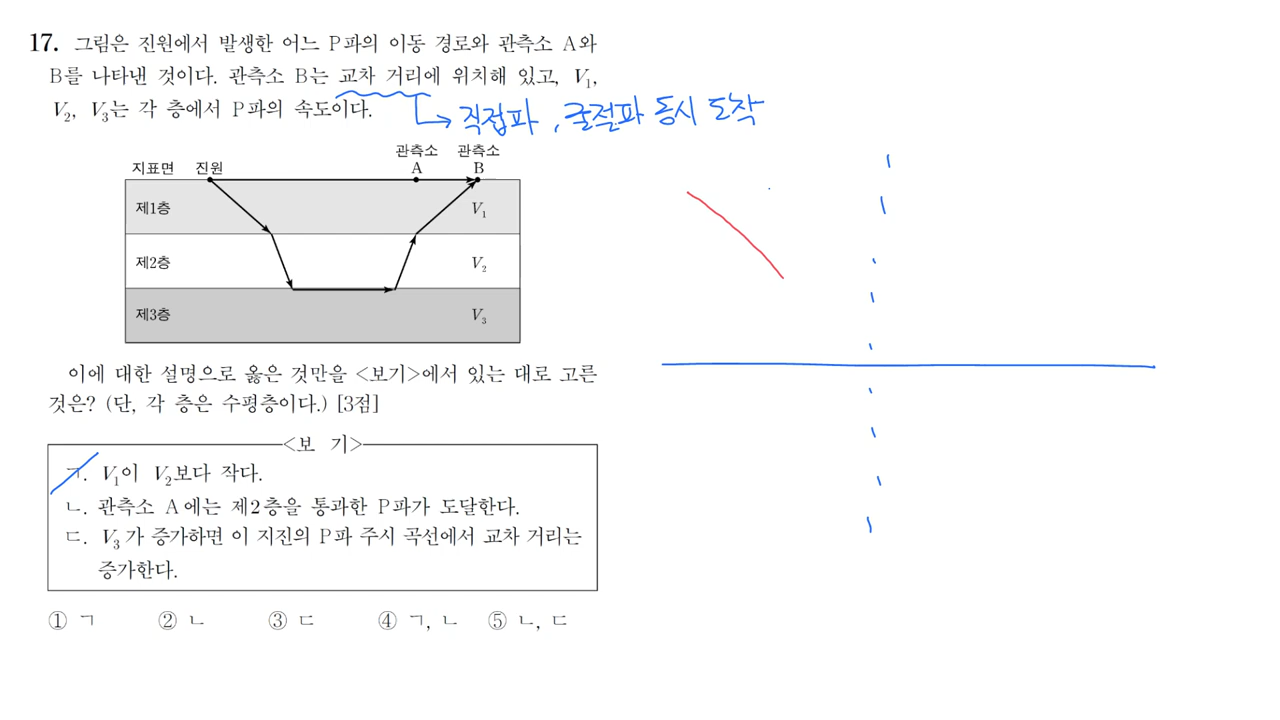 17. 그림은 진원에서 발생한 어느 P파의 이동 경로와 관측소 A와
B를 나타낸 것이다. 관측소 B는 교차 거리에 위치해 있고, V₁,
V₂, V₃는 각 층에서 P파의 속도이다.
↳ 직접파, 굴절파 동시 도착
관측소 관측소
지표면 진원 A B
제1층 V₁
제2층 V₂
제3층 V₃
이에 대한 설명으로 옳은 것만을 <보기>에서 있는 대로 고른
것은? (단, 각 층은 수평층이다.) [3점]
<보 기>
ㄱ. V₁이 V₂보다 작다.
ㄴ. 관측소 A에는 제2층을 통과한 P파가 도달한다.
ㄷ. V₃가 증가하면 이 지진의 P파 주시 곡선에서 교차 거리는
증가한다.
① ㄱ ② ㄴ ③ ㄷ ④ ㄱ, ㄴ ⑤ ㄴ, ㄷ